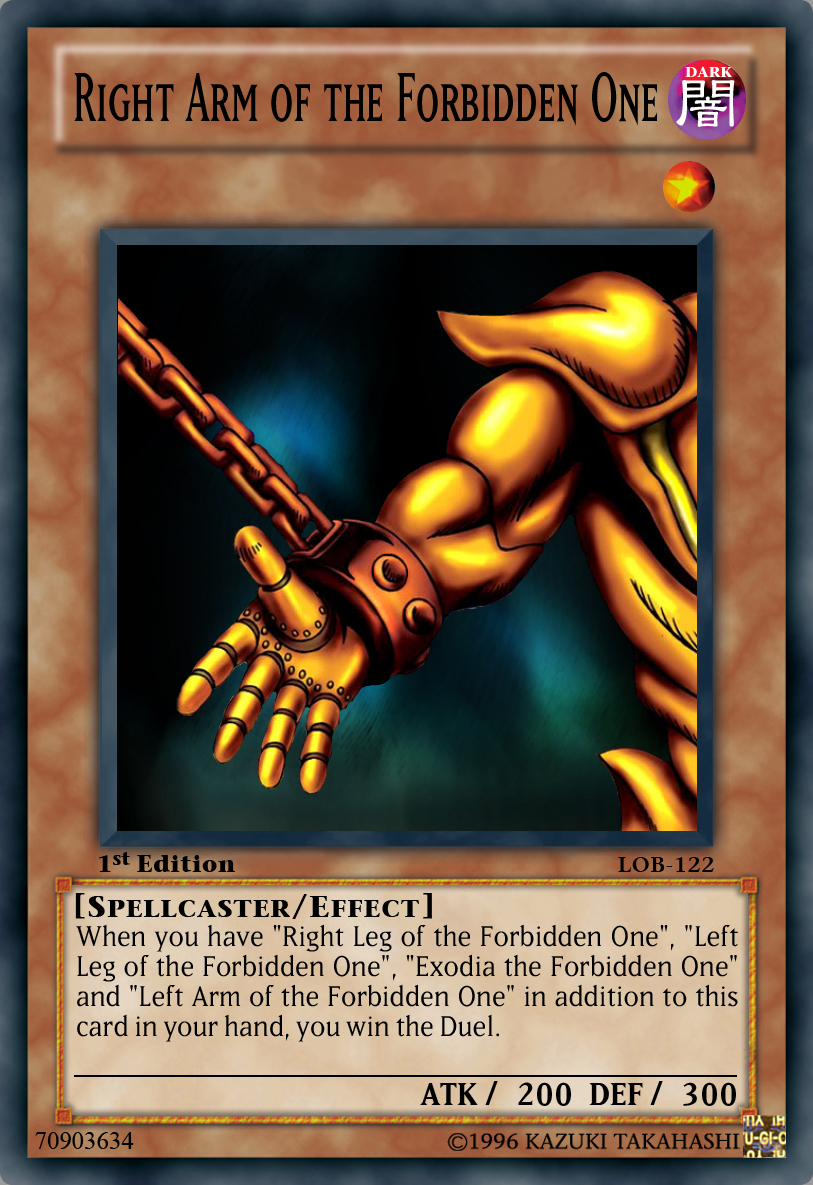 Right Arm of the Forbidden One
DARK
闇
1st Edition
LOB-122
[Spellcaster/Effect]
When you have "Right Leg of the Forbidden One", "Left
Leg of the Forbidden One", "Exodia the Forbidden One"
and "Left Arm of the Forbidden One" in addition to this
card in your hand, you win the Duel.
ATK / 200 DEF / 300
70903634
©1996 KAZUKI TAKAHASHI
U-GI-O